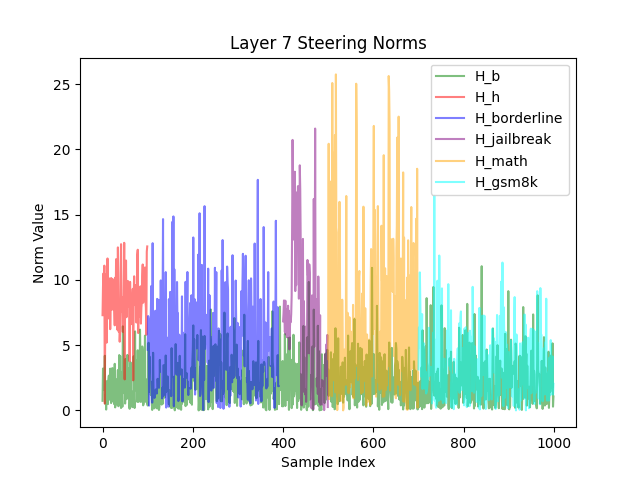 Layer 7 Steering Norms
H_b
H_h
H_borderline
H_jailbreak
H_math
H_gsm8k
Norm Value
25
20
15
10
5
0
0 200 400 600 800 1000
Sample Index